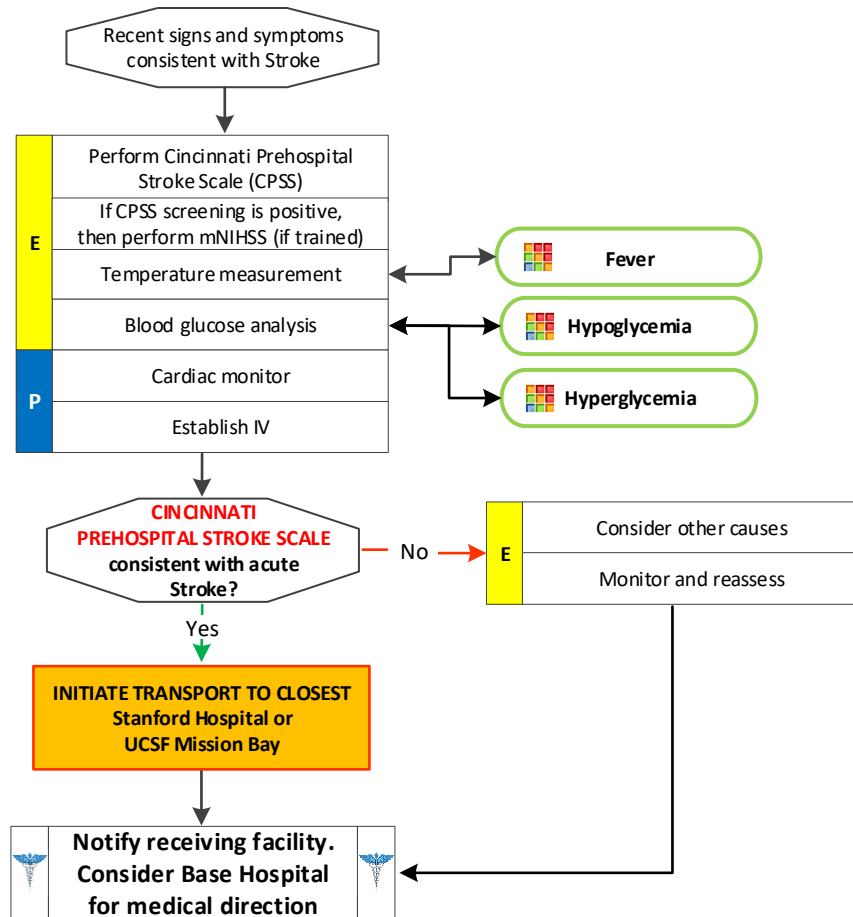 Recent signs and symptoms
consistent with Stroke
E
Perform Cincinnati Prehospital
Stroke Scale (CPSS)
If CPSS screening is positive,
then perform mNIHSS (if trained)
Temperature measurement
Blood glucose analysis
Fever
Hypoglycemia
Hyperglycemia
P
Cardiac monitor
Establish IV
CINCINNATI
PREHOSPITAL STROKE SCALE
consistent with acute
Stroke?
No
E
Consider other causes
Monitor and reassess
Yes
INITIATE TRANSPORT TO CLOSEST
Stanford Hospital or
UCSF Mission Bay
Notify receiving facility.
Consider Base Hospital
for medical direction